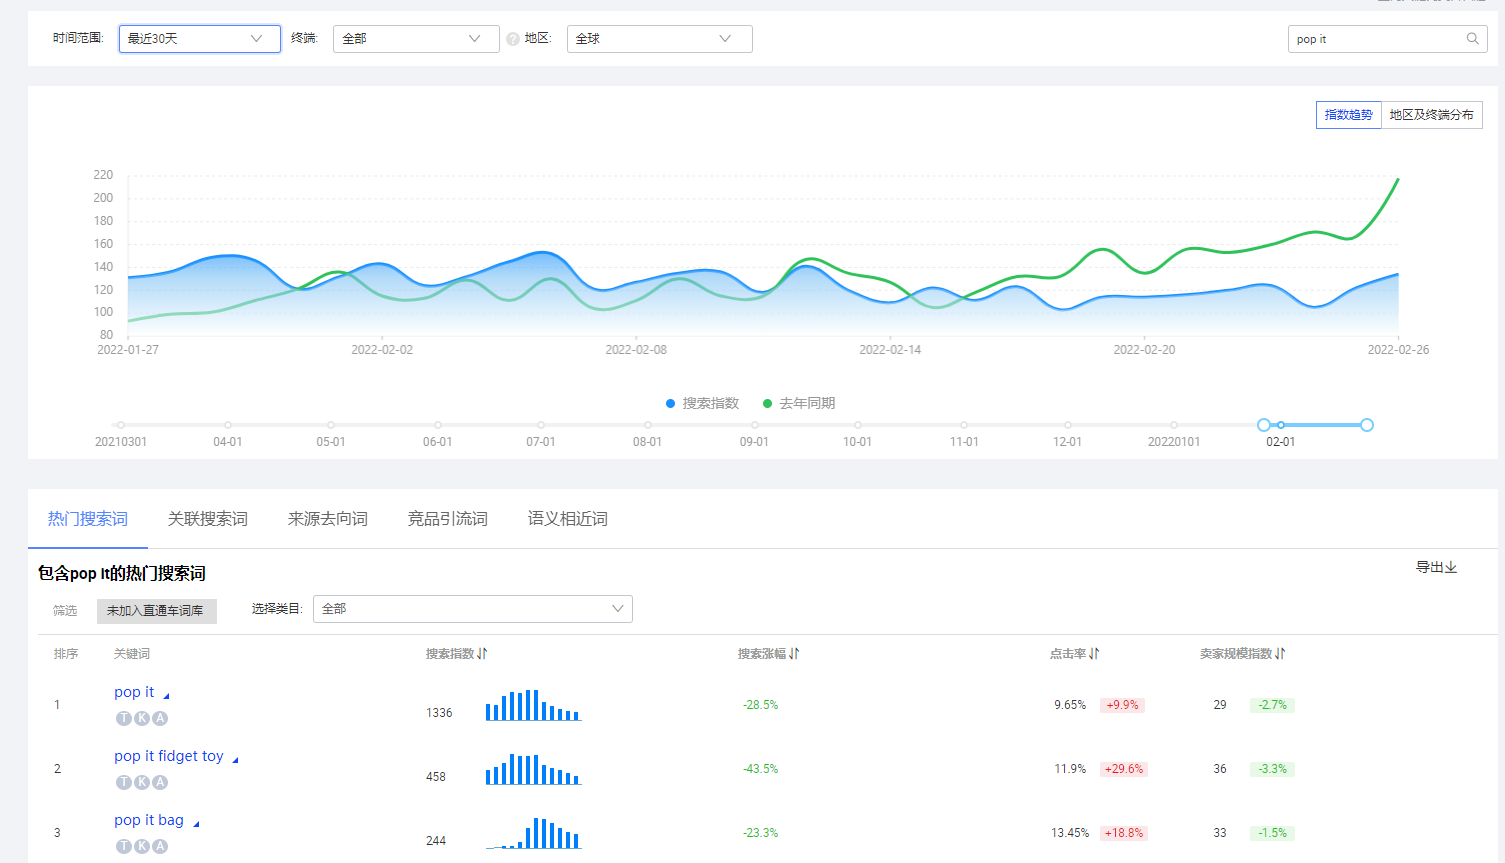 时间范围: 最近30天 终端: 全部 ? 地区: 全球 pop it
指数趋势 地区及终端分布
220
200
180
160
140
120
100
80
2022-01-27 2022-02-02 2022-02-08 2022-02-14 2022-02-20 2022-02-26
搜索指数 去年同期
20210301 04-01 05-01 06-01 07-01 08-01 09-01 10-01 11-01 12-01 20220101 02-01
热门搜索词 关联搜索词 来源去向词 竞品引流词 语义相近词
包含pop it的热门搜索词 导出
筛选 未加入直通车词库 选择类目: 全部
排序 关键词 搜索指数 搜索涨幅 点击率 卖家规模指数
1 pop it 1336 -28.5% 9.65% +9.9% 29 -2.7%
T K A
2 pop it fidget toy 458 -43.5% 11.9% +29.6% 36 -3.3%
T K A
3 pop it bag 244 -23.3% 13.45% +18.8% 33 -1.5%
T K A